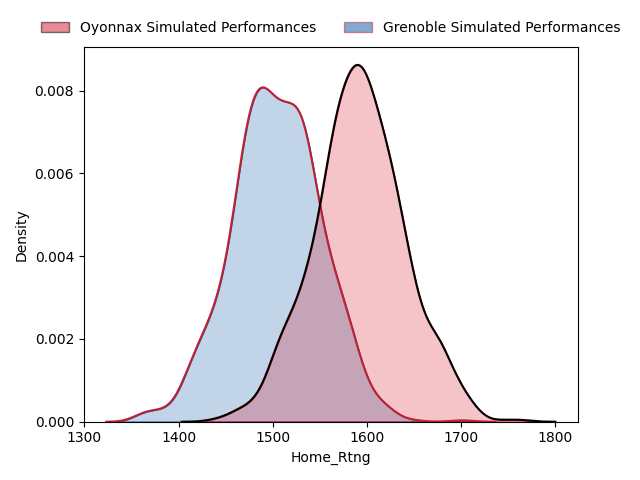 Oyonnax Simulated Performances Grenoble Simulated Performances
0.008
0.006
0.004
0.002
0.000
Density
1300 1400 1500 1600 1700 1800
Home_Rtng